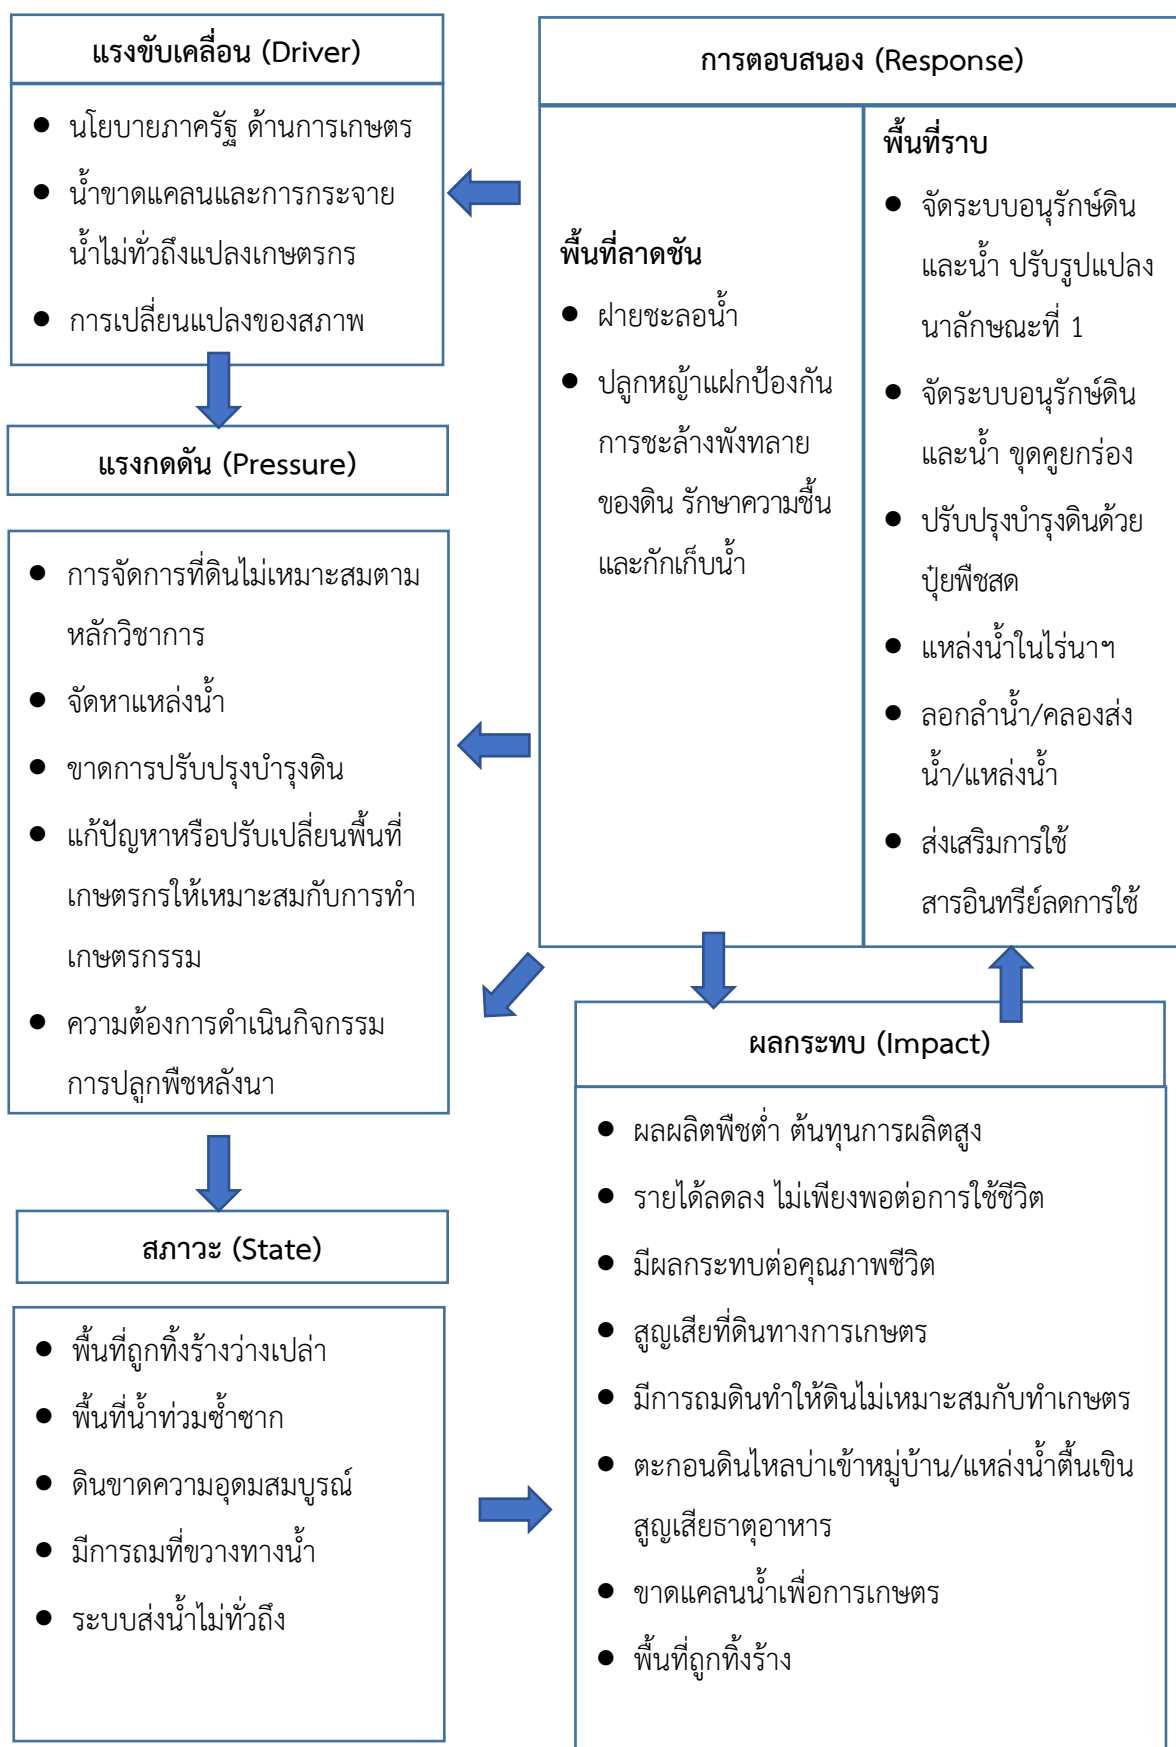 แรงขับเคลื่อน (Driver)
● นโยบายภาครัฐ ด้านการเกษตร
● น้ำขาดแคลนและการกระจาย
น้ำไม่ทั่วถึงแปลงเกษตรกร
● การเปลี่ยนแปลงของสภาพ
แรงกดดัน (Pressure)
● การจัดการที่ดินไม่เหมาะสมตาม
หลักวิชาการ
● จัดหาแหล่งน้ำ
● ขาดการปรับปรุงบำรุงดิน
● แก้ปัญหาหรือปรับเปลี่ยนพื้นที่
เกษตรกรให้เหมาะสมกับการทำ
เกษตรกรรม
● ความต้องการดำเนินกิจกรรม
การปลูกพืชหลังนา
สภาวะ (State)
● พื้นที่ถูกทิ้งร้างว่างเปล่า
● พื้นที่น้ำท่วมซ้ำซาก
● ดินขาดความอุดมสมบูรณ์
● มีการถมที่ขวางทางน้ำ
● ระบบส่งน้ำไม่ทั่วถึง
การตอบสนอง (Response)
พื้นที่ลาดชัน
● ฝายชะลอน้ำ
● ปลูกหญ้าแฝกป้องกัน
การชะล้างพังทลาย
ของดิน รักษาความชื้น
และกักเก็บน้ำ
พื้นที่ราบ
● จัดระบบอนุรักษ์ดิน
และน้ำ ปรับรูปแปลง
นาลักษณะที่ 1
● จัดระบบอนุรักษ์ดิน
และน้ำ ขุดคูยกร่อง
● ปรับปรุงบำรุงดินด้วย
ปุ๋ยพืชสด
● แหล่งน้ำในไร่นาฯ
● ลอกลำน้ำ/คลองส่ง
น้ำ/แหล่งน้ำ
● ส่งเสริมการใช้
สารอินทรีย์ลดการใช้
ผลกระทบ (Impact)
● ผลผลิตพืชต่ำ ต้นทุนการผลิตสูง
● รายได้ลดลง ไม่เพียงพอต่อการใช้ชีวิต
● มีผลกระทบต่อคุณภาพชีวิต
● สูญเสียที่ดินทางการเกษตร
● มีการถมดินทำให้ดินไม่เหมาะสมกับทำเกษตร
● ตะกอนดินไหลบ่าเข้าหมู่บ้าน/แหล่งน้ำตื้นเขิน
สูญเสียธาตุอาหาร
● ขาดแคลนน้ำเพื่อการเกษตร
● พื้นที่ถูกทิ้งร้าง